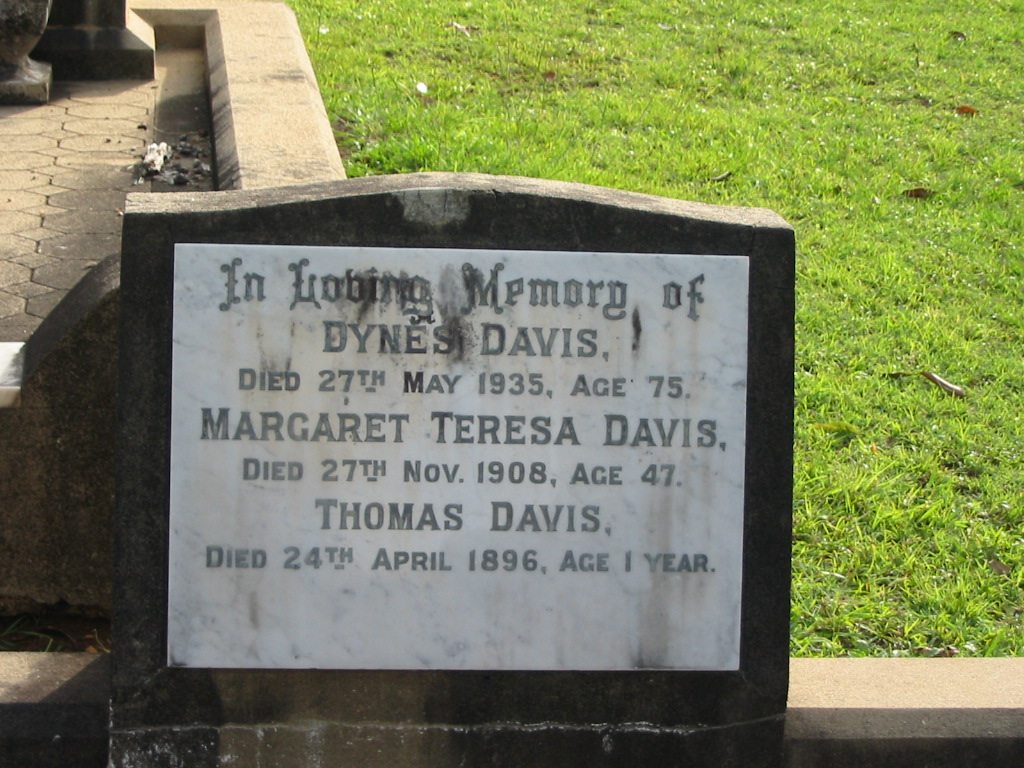 In Loving Memory of
DYNES DAVIS,
DIED 27TH MAY 1935, AGE 75.
MARGARET TERESA DAVIS,
DIED 27TH NOV. 1908, AGE 47.
THOMAS DAVIS,
DIED 24TH APRIL 1896, AGE 1 YEAR.